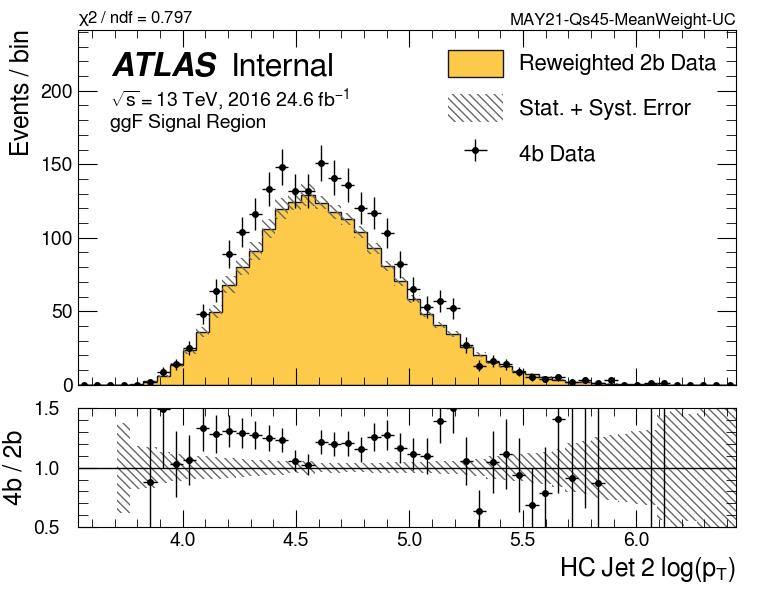 χ2 / ndf = 0.797
MAY21-Qs45-MeanWeight-UC
Events / bin
ATLAS Internal
√s = 13 TeV, 2016 24.6 fb⁻¹
ggF Signal Region
Reweighted 2b Data
Stat. + Syst. Error
4b Data
200
150
100
50
0
4b / 2b
1.5
1.0
0.5
4.0 4.5 5.0 5.5 6.0
HC Jet 2 log(p_T)